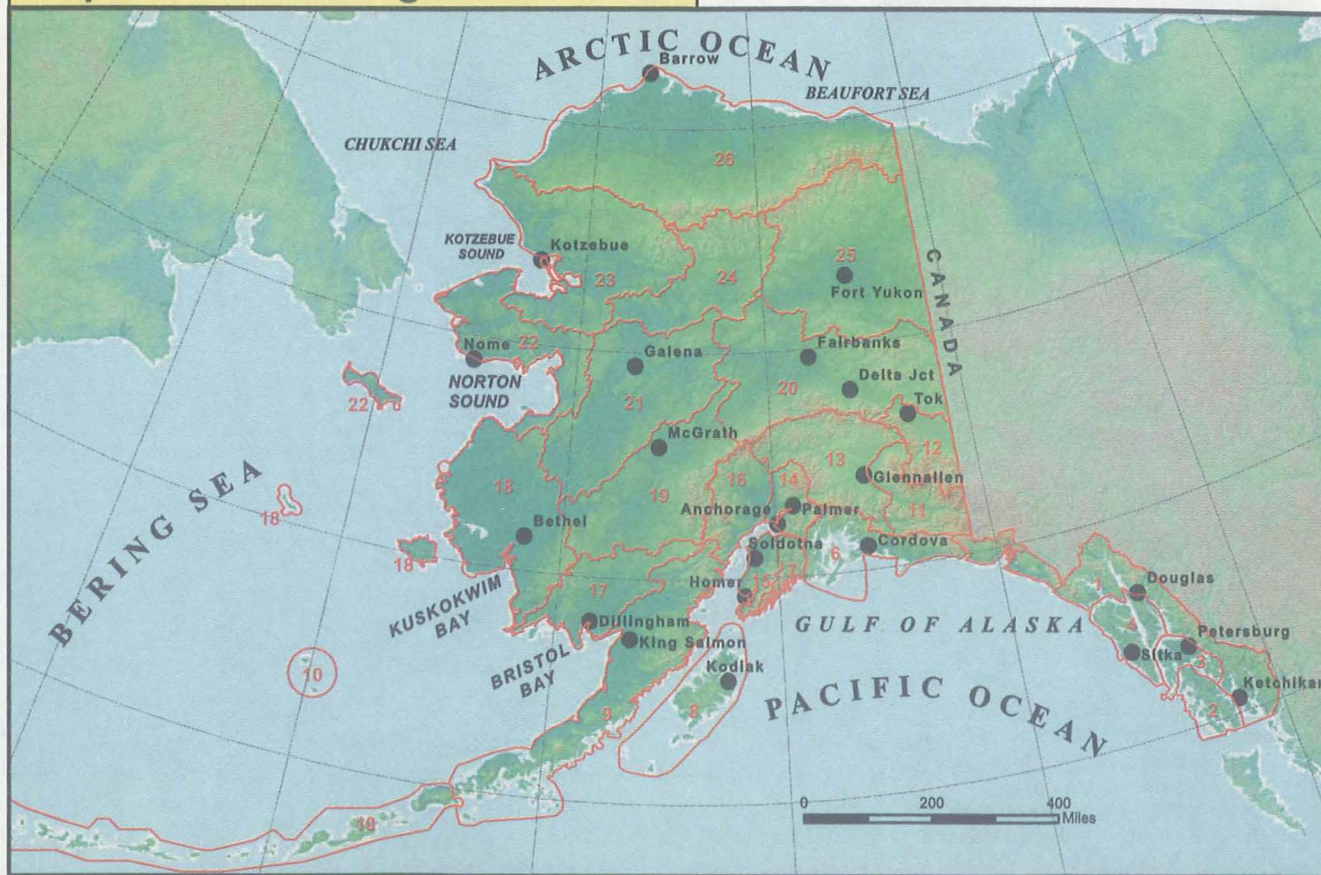 ARCTIC OCEAN
Barrow
BEAUFORT SEA
CHUKCHI SEA
26
KOTZEBUE
SOUND
Kotzebue
23
24
25
Fort Yukon
CANADA
Nome
22
NORTON
SOUND
22
Galena
21
Fairbanks
20
Delta Jct
Tok
McGrath
12
13
Glennallen
18
19
16
14
11
Anchorage
Palmer
BERING SEA
18
Bethel
Soldotna
6
Cordova
18
Homer
15
7
KUSKOKWIM
BAY
17
Dillingham
King Salmon
BRISTOL
BAY
1
Douglas
GULF OF ALASKA
4
Sitka
Petersburg
3
10
Kodiak
8
9
PACIFIC OCEAN
2
Ketchikan
10
0
200
400
Miles